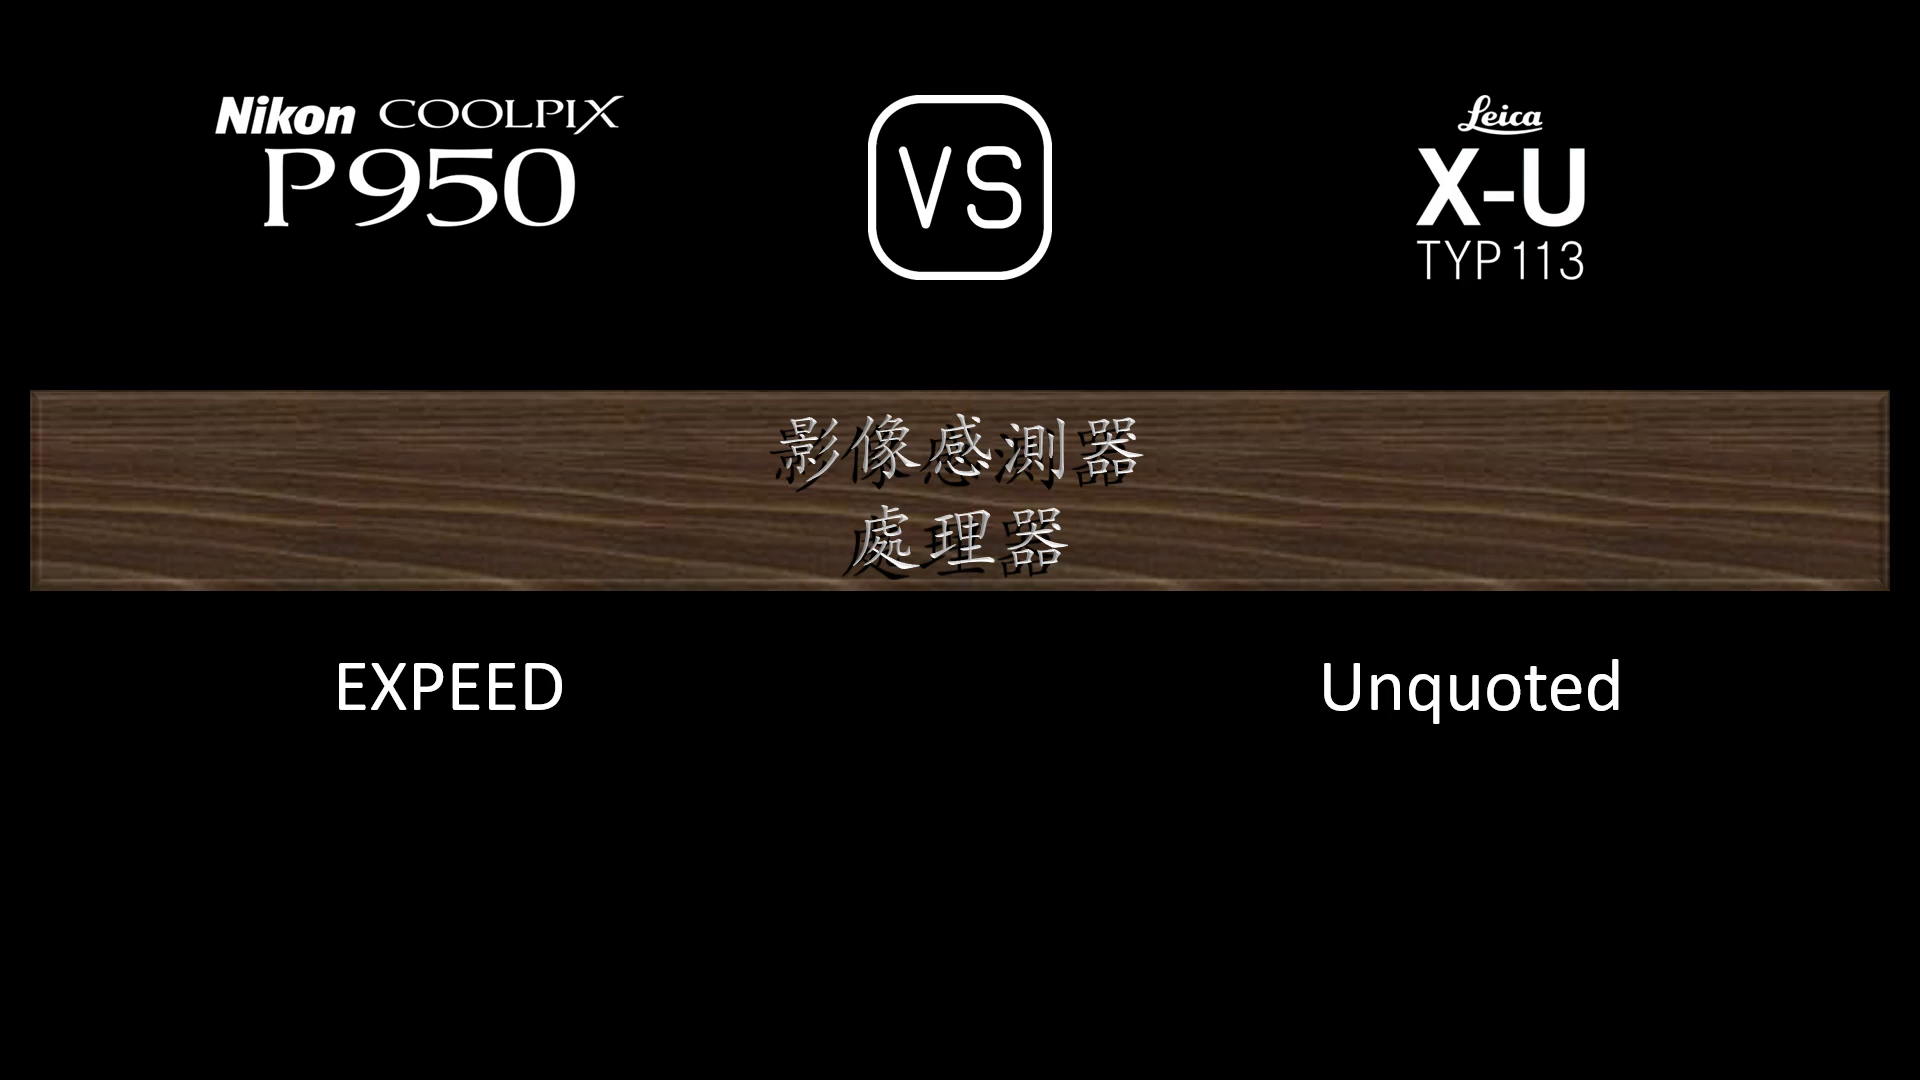 Nikon COOLPIX
P950
VS
Leica
X-U
TYP 113
影像感測器
處理器
EXPEED
Unquoted